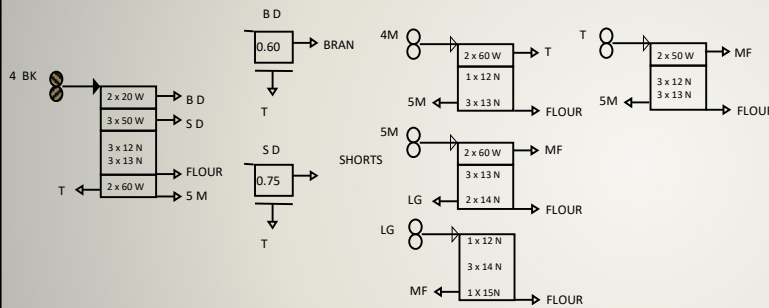 4 BK
2 x 20 W
B D
3 x 50 W
S D
3 x 12 N
3 x 13 N
FLOUR
T
2 x 60 W
5 M
B D
0.60
BRAN
T
S D
0.75
SHORTS
T
4M
2 x 60 W
T
1 x 12 N
5M
3 x 13 N
FLOUR
5M
2 x 60 W
MF
3 x 13 N
LG
2 x 14 N
FLOUR
LG
1 x 12 N
3 x 14 N
MF
1 X 15N
FLOUR
T
2 x 50 W
MF
3 x 12 N
5M
3 x 13 N
FLOUR